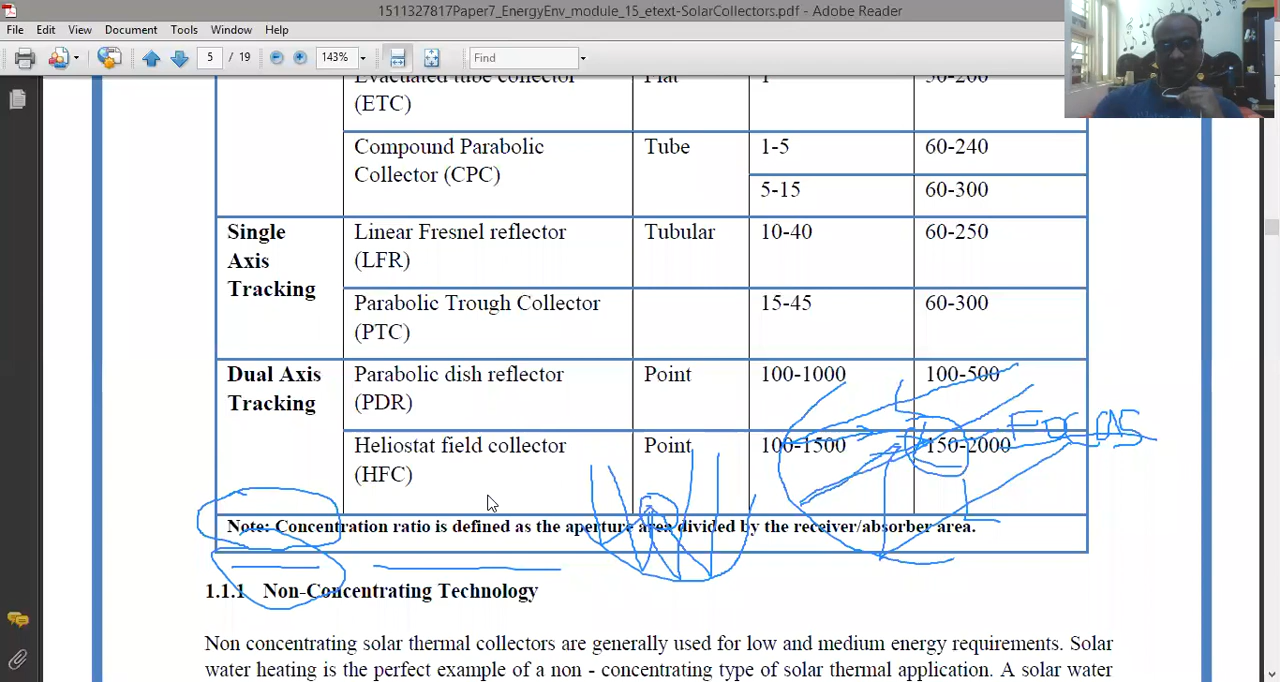 1511327817Paper7_EnergyEnv_module_15_etext-SolarCollectors.pdf - Adobe Reader
File Edit View Document Tools Window Help
5 / 19 143% Find
Evacuated tube collector (ETC) Flat 1 50-200
Compound Parabolic Collector (CPC) Tube 1-5 60-240
5-15 60-300
Single Axis Tracking Linear Fresnel reflector (LFR) Tubular 10-40 60-250
Parabolic Trough Collector (PTC) 15-45 60-300
Dual Axis Tracking Parabolic dish reflector (PDR) Point 100-1000 100-500
FOCUS
Heliostat field collector (HFC) Point 100-1500 150-2000
Note: Concentration ratio is defined as the aperture area divided by the receiver/absorber area.
1.1.1 Non-Concentrating Technology
Non concentrating solar thermal collectors are generally used for low and medium energy requirements. Solar
water heating is the perfect example of a non - concentrating type of solar thermal application. A solar water